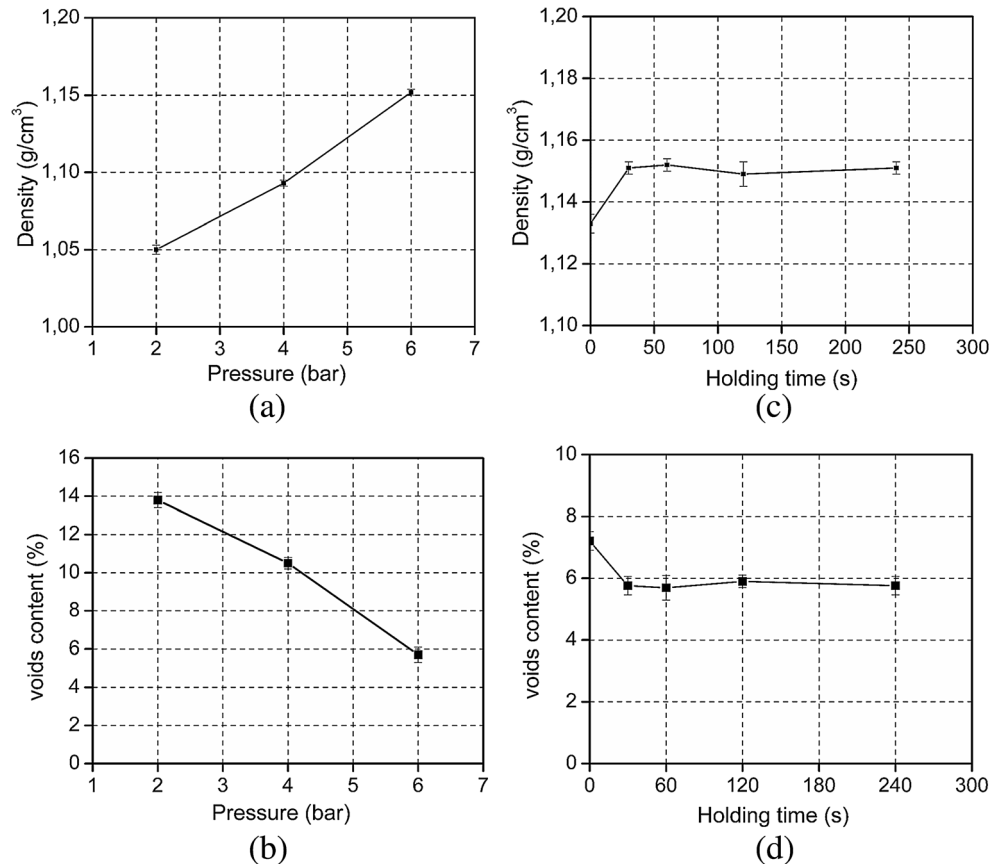 1,20
1,15
1,10
1,05
1,00
Density (g/cm³)
1 2 3 4 5 6 7
Pressure (bar)
(a)
1,20
1,18
1,16
1,14
1,12
1,10
Density (g/cm³)
0 50 100 150 200 250 300
Holding time (s)
(c)
16
14
12
10
8
6
4
2
0
voids content (%)
1 2 3 4 5 6 7
Pressure (bar)
(b)
10
8
6
4
2
0
voids content (%)
0 60 120 180 240 300
Holding time (s)
(d)